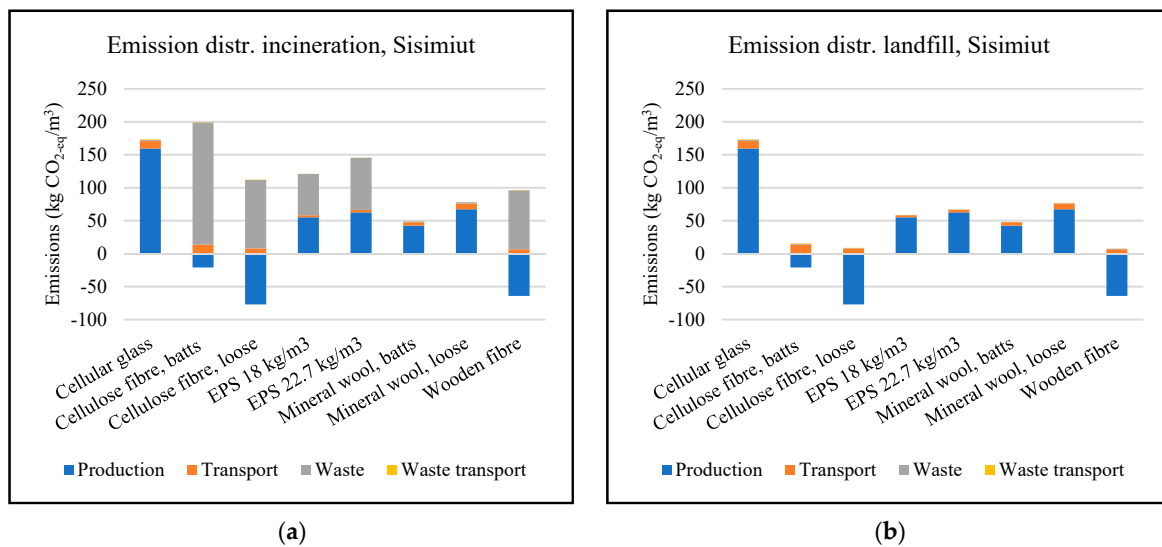 Emission distr. incineration, Sisimiut
Emissions (kg CO2-eq/m3)
250
200
150
100
50
0
-50
-100
Cellular glass
Cellulose fibre, batts
Cellulose fibre, loose
EPS 18 kg/m3
EPS 22.7 kg/m3
Mineral wool, batts
Mineral wool, loose
Wooden fibre
Production Transport Waste Waste transport
(a)
Emission distr. landfill, Sisimiut
Emissions (kg CO2-eq/m3)
250
200
150
100
50
0
-50
-100
Cellular glass
Cellulose fibre, batts
Cellulose fibre, loose
EPS 18 kg/m3
EPS 22.7 kg/m3
Mineral wool, batts
Mineral wool, loose
Wooden fibre
Production Transport Waste Waste transport
(b)